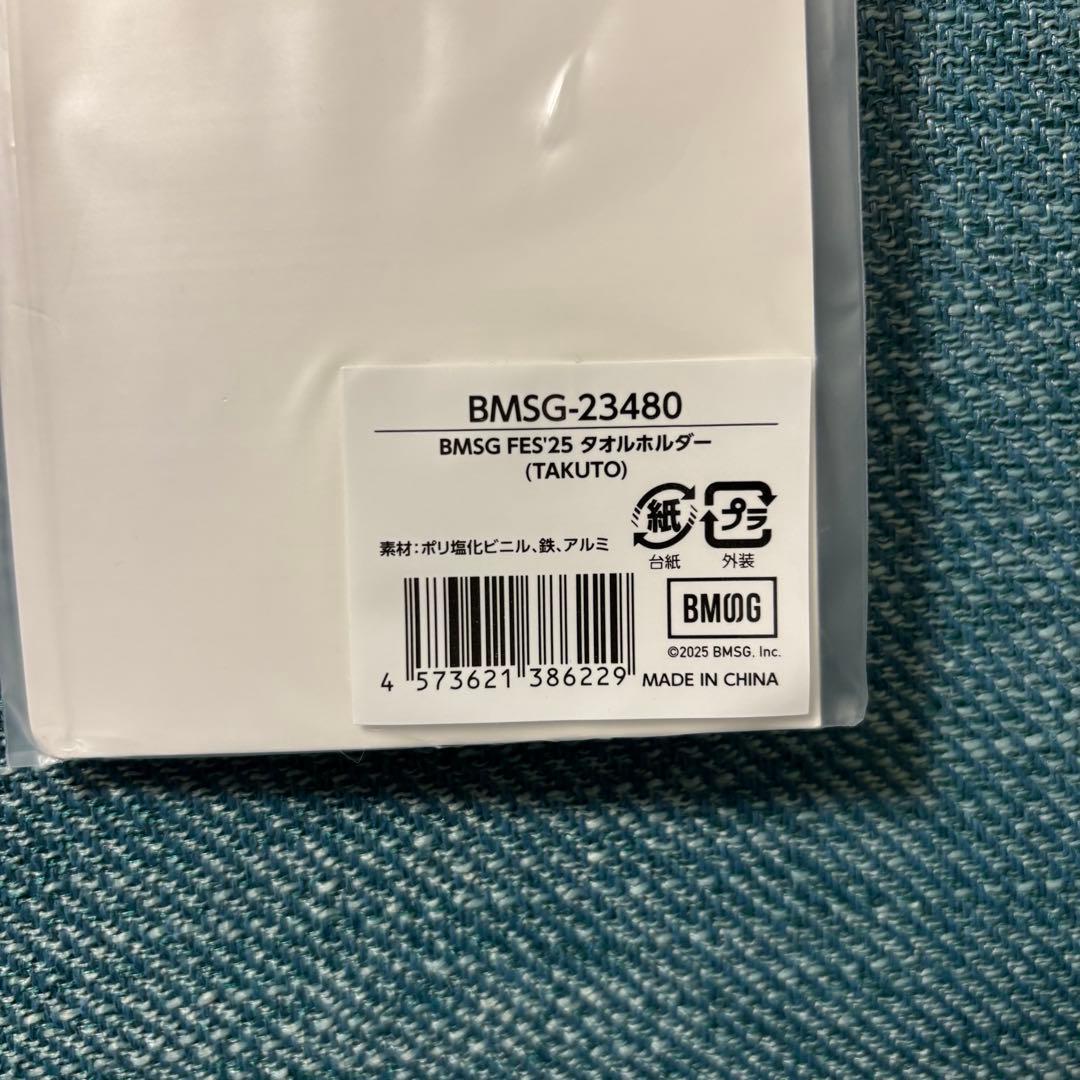 BMSG-23480
BMSG FES'25 タオルホルダー
(TAKUTO)
紙
プラ
台紙
外装
素材:ポリ塩化ビニル、鉄、アルミ
BMSG
©2025 BMSG, Inc.
4 573621 386229
MADE IN CHINA